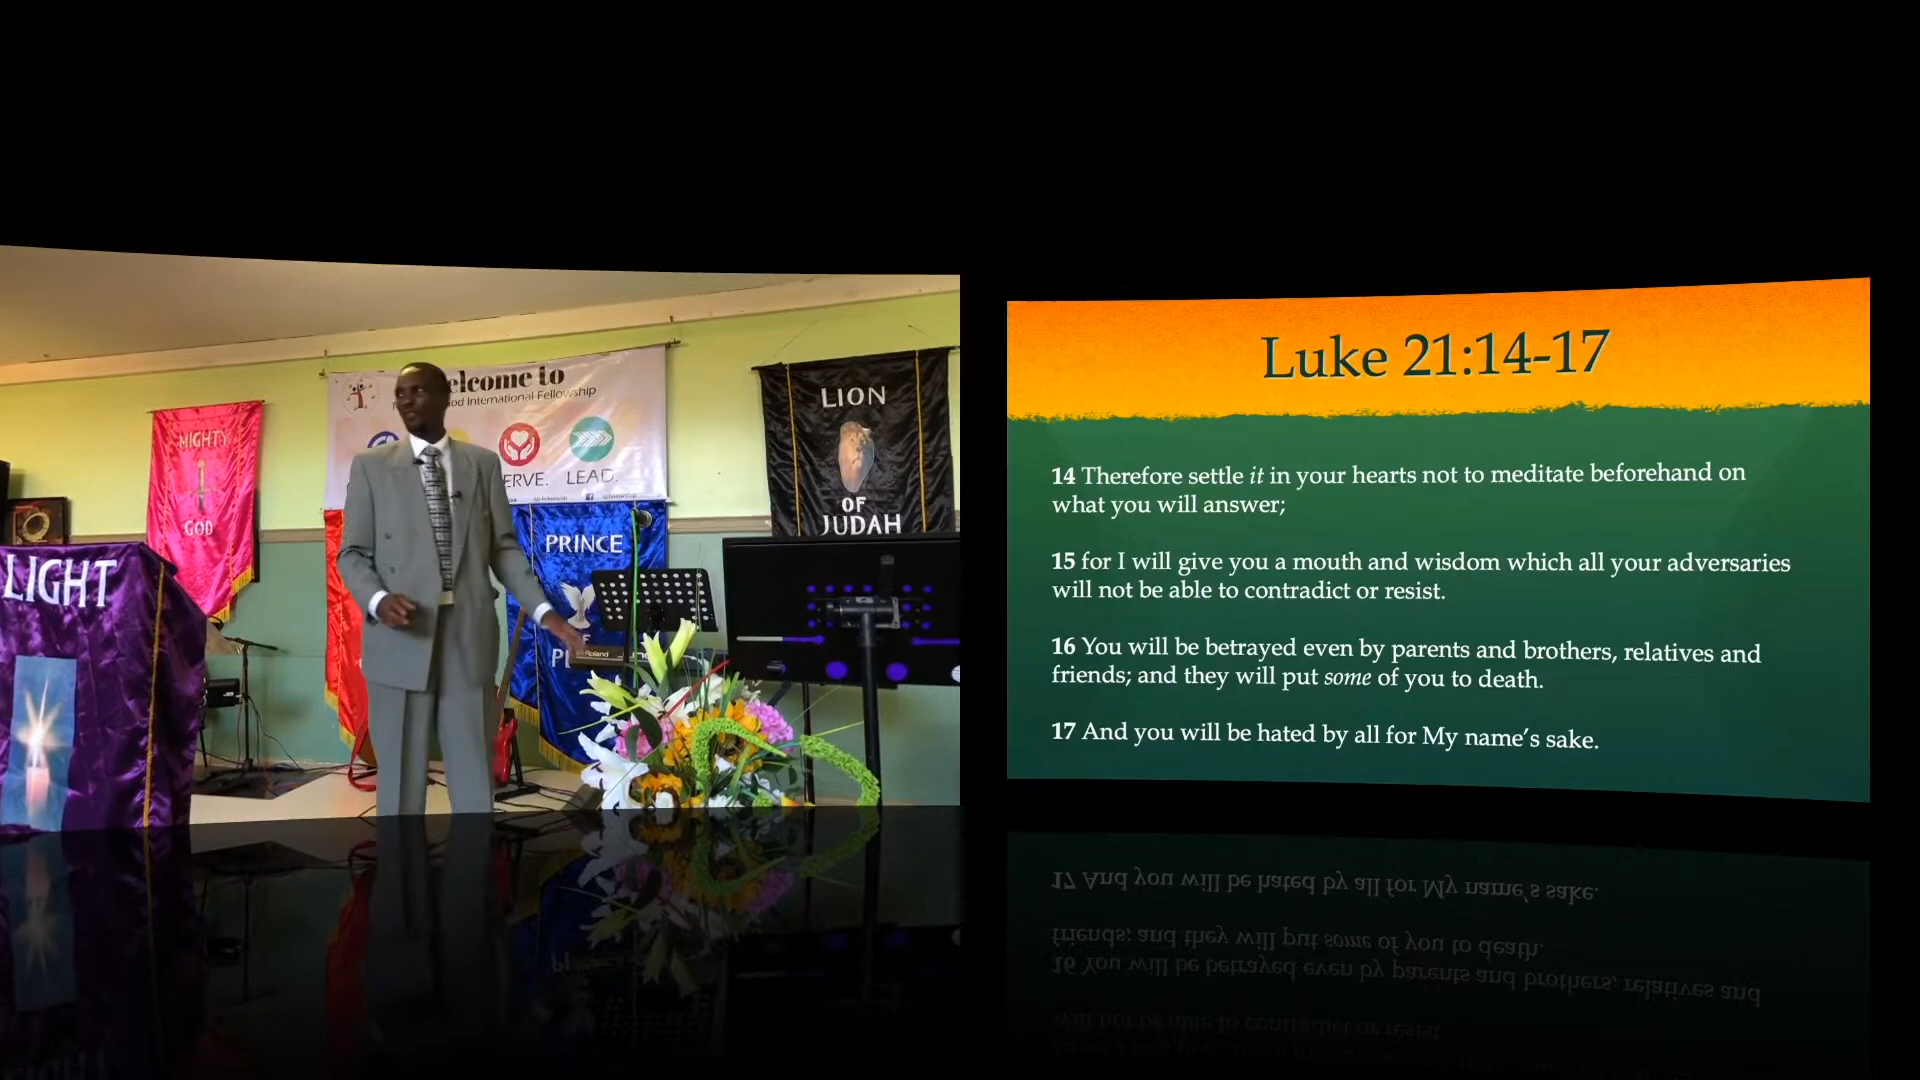 elcome to
od International Fellowship
ERVE. LEAD.
MIGHTY
GOD
LION
OF
JUDAH
PRINCE
LIGHT
Roland
Luke 21:14-17
14 Therefore settle it in your hearts not to meditate beforehand on
what you will answer;
15 for I will give you a mouth and wisdom which all your adversaries
will not be able to contradict or resist.
16 You will be betrayed even by parents and brothers, relatives and
friends; and they will put some of you to death.
17 And you will be hated by all for My name's sake.